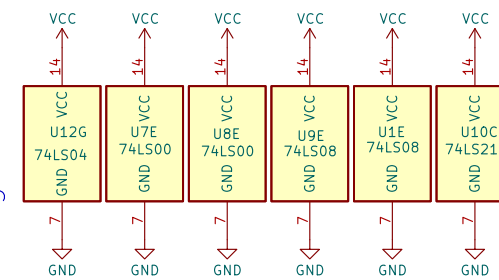 VCC VCC VCC VCC VCC VCC
14 14 14 14 14 14
VCC VCC VCC VCC VCC VCC
U12G U7E U8E U9E U1E U10C
74LS04 74LS00 74LS00 74LS08 74LS08 74LS21
GND GND GND GND GND GND
7 7 7 7 7 7
GND GND GND GND GND GND